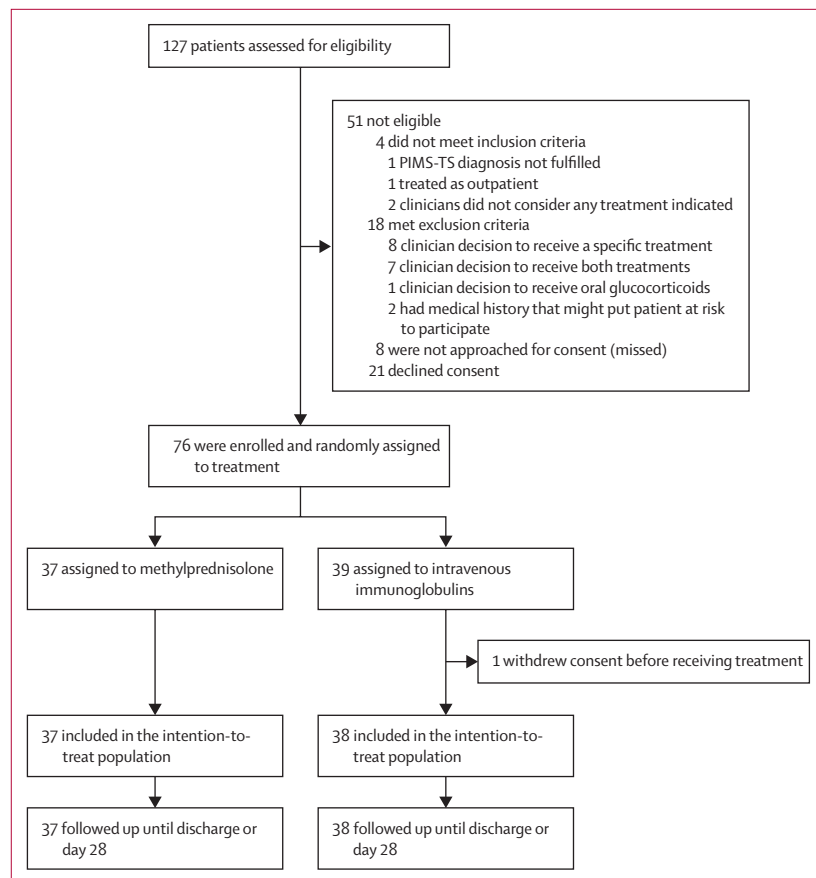 127 patients assessed for eligibility
51 not eligible
4 did not meet inclusion criteria
1 PIMS-TS diagnosis not fulfilled
1 treated as outpatient
2 clinicians did not consider any treatment indicated
18 met exclusion criteria
8 clinician decision to receive a specific treatment
7 clinician decision to receive both treatments
1 clinician decision to receive oral glucocorticoids
2 had medical history that might put patient at risk
to participate
8 were not approached for consent (missed)
21 declined consent
76 were enrolled and randomly assigned
to treatment
37 assigned to methylprednisolone
39 assigned to intravenous
immunoglobulins
1 withdrew consent before receiving treatment
37 included in the intention-to-
treat population
38 included in the intention-to-
treat population
37 followed up until discharge or
day 28
38 followed up until discharge or
day 28